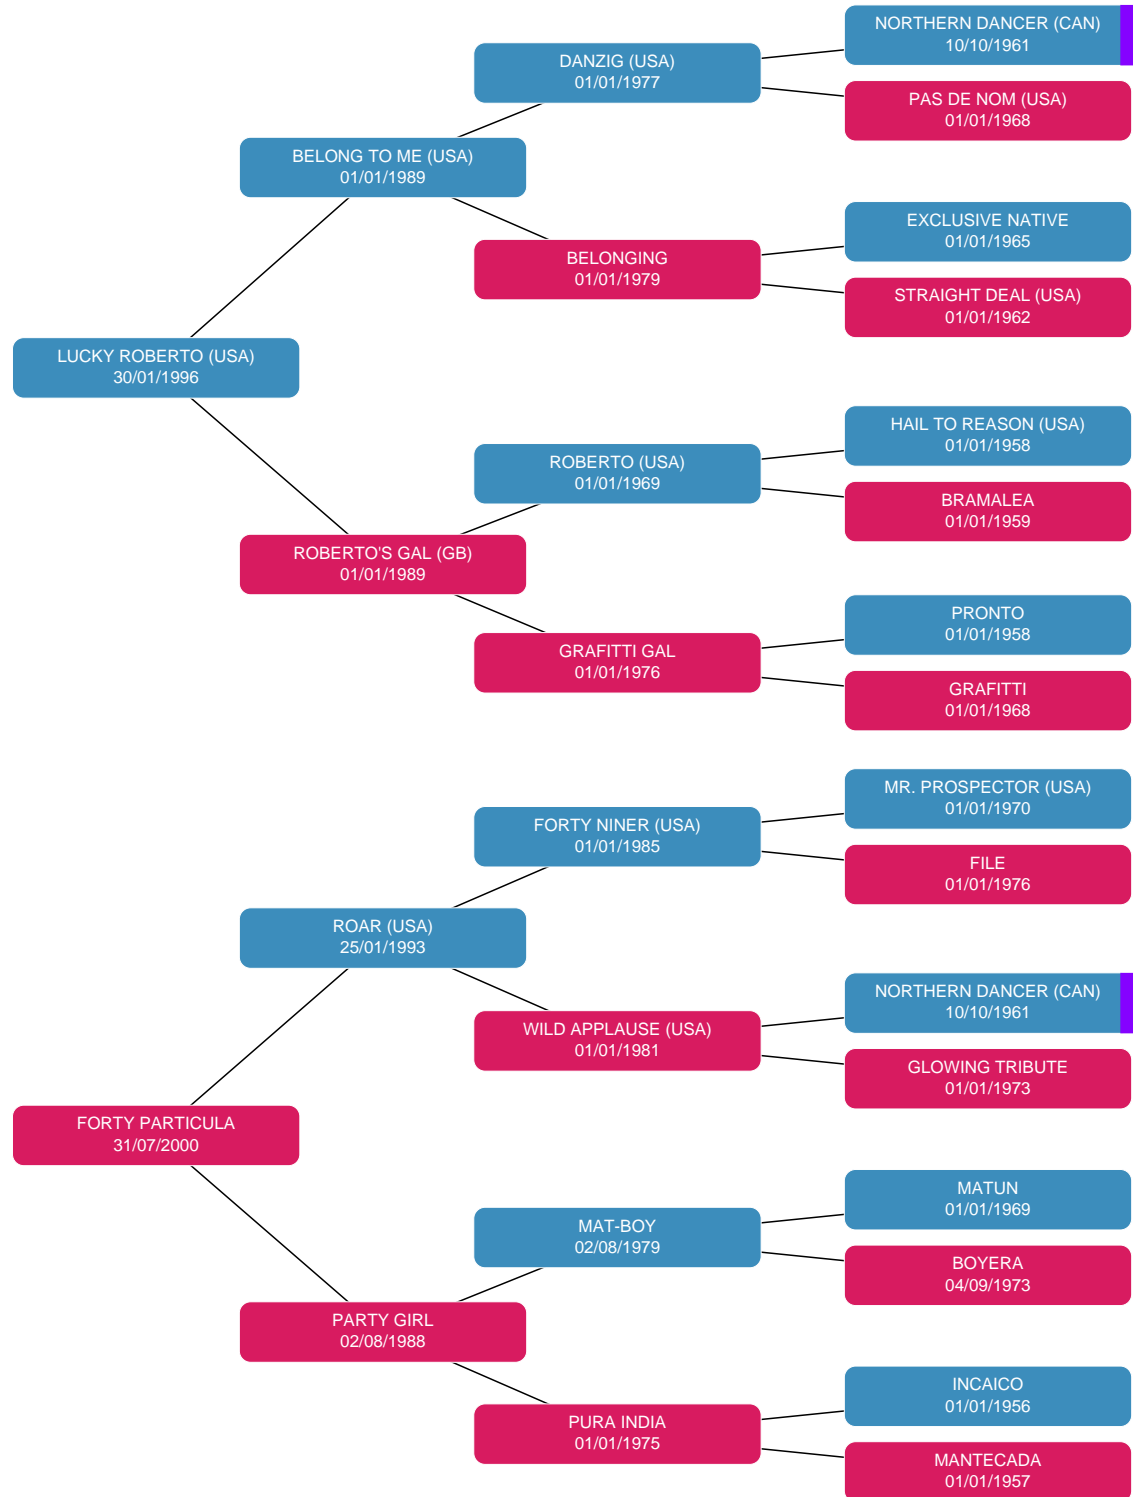 NORTHERN DANCER (CAN)
10/10/1961
DANZIG (USA)
01/01/1977
PAS DE NOM (USA)
01/01/1968
BELONG TO ME (USA)
01/01/1989
EXCLUSIVE NATIVE
01/01/1965
BELONGING
01/01/1979
STRAIGHT DEAL (USA)
01/01/1962
LUCKY ROBERTO (USA)
30/01/1996
HAIL TO REASON (USA)
01/01/1958
ROBERTO (USA)
01/01/1969
BRAMALEA
01/01/1959
ROBERTO'S GAL (GB)
01/01/1989
PRONTO
01/01/1958
GRAFITTI GAL
01/01/1976
GRAFITTI
01/01/1968
MR. PROSPECTOR (USA)
01/01/1970
FORTY NINER (USA)
01/01/1985
FILE
01/01/1976
ROAR (USA)
25/01/1993
NORTHERN DANCER (CAN)
10/10/1961
WILD APPLAUSE (USA)
01/01/1981
GLOWING TRIBUTE
01/01/1973
FORTY PARTICULA
31/07/2000
MATUN
01/01/1969
MAT-BOY
02/08/1979
BOYERA
04/09/1973
PARTY GIRL
02/08/1988
INCAICO
01/01/1956
PURA INDIA
01/01/1975
MANTECADA
01/01/1957